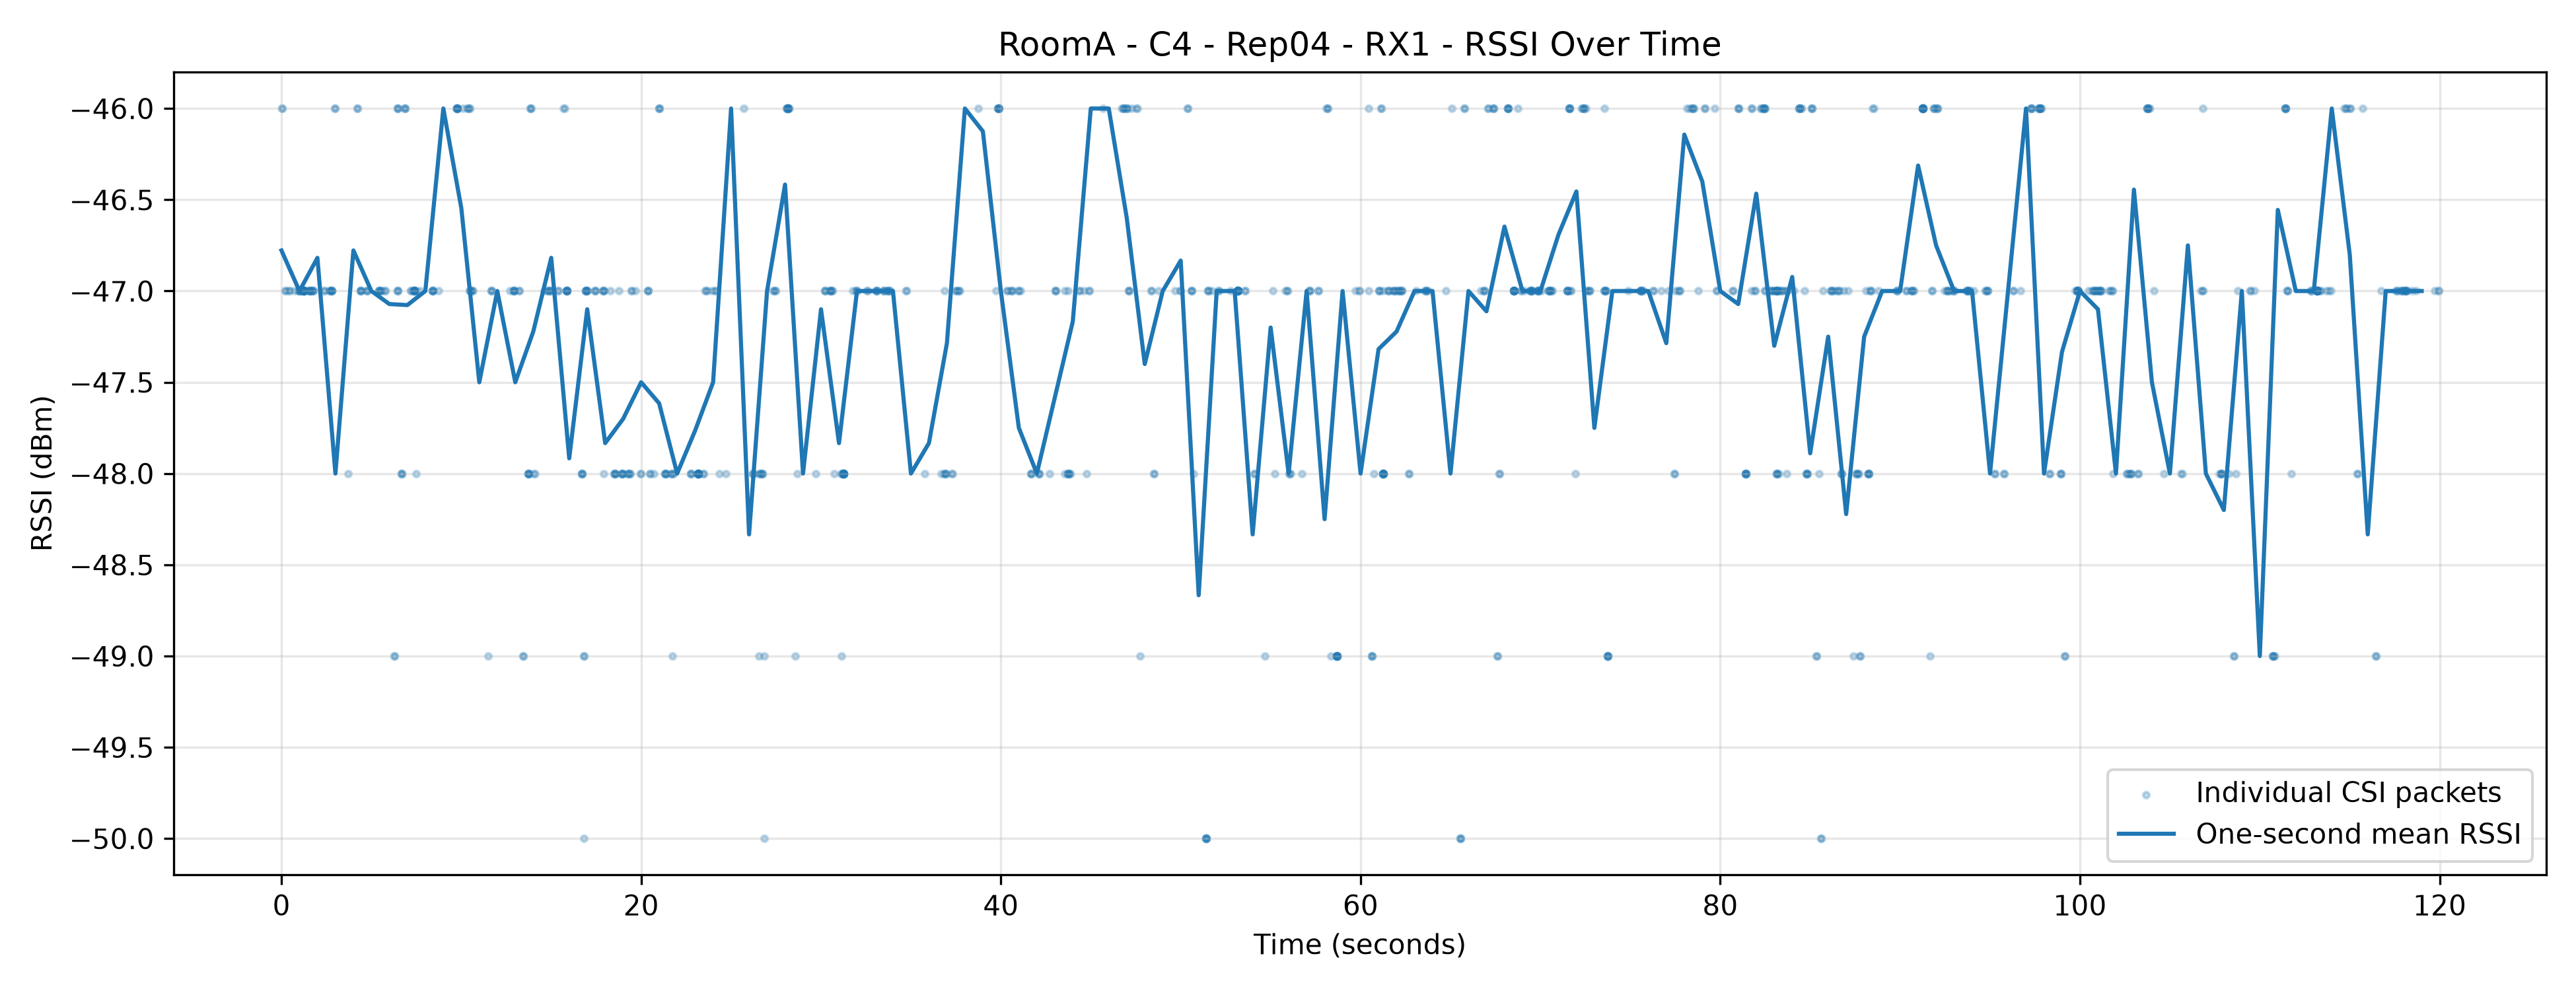 RoomA - C4 - Rep04 - RX1 - RSSI Over Time
RSSI (dBm)
−46.0
−46.5
−47.0
−47.5
−48.0
−48.5
−49.0
−49.5
−50.0
Individual CSI packets
One-second mean RSSI
0 20 40 60 80 100 120
Time (seconds)